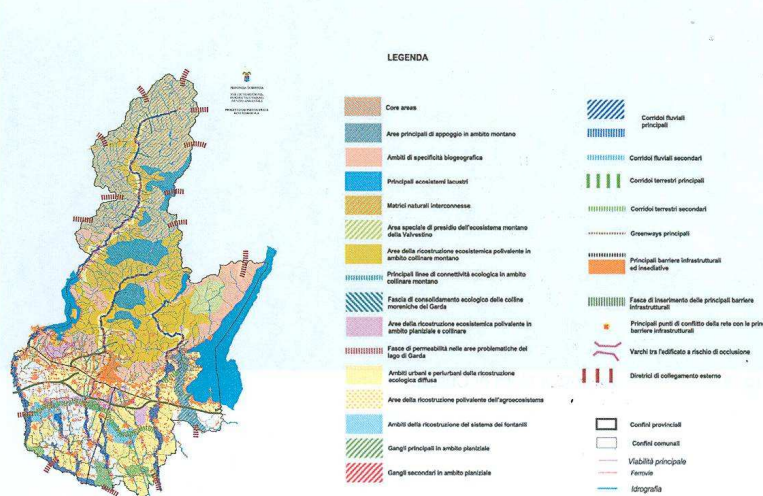 LEGENDA
Core areas
Aree principali di appoggio in ambito montano
Ambiti di specificità biogeografica
Principali ecosistemi lacustri
Matrici naturali interconnesse
Area speciale di presidio dell'ecosistema montano
della Valvestino
Area della ricostruzione ecosistemica polivalente in
ambito collinare montano
Principali linee di connettività ecologica in ambito
collinare montano
Fascia di consolidamento ecologico delle colline
moreniche del Garda
Aree della ricostruzione ecosistemica polivalente in
ambito planiziale e collinare
Fasce di permeabilità nelle aree problematiche del
lago di Garda
Ambiti urbani e periurbani della ricostruzione
ecologica diffusa
Aree della ricostruzione polivalente dell'agroecosistema
Ambiti della ricostruzione del sistema dei fontanili
Gangli principali in ambito planiziale
Gangli secondari in ambito planiziale
Corridoi fluviali
principali
Corridoi fluviali secondari
Corridoi terrestri principali
Corridoi terrestri secondari
Greenways principali
Principali barriere infrastrutturali
ed insediative
Fasce di inserimento delle principali barriere
infrastrutturali
Principali punti di conflitto della rete con le prin
barriere infrastrutturali
Varchi tra l'edificato a rischio di occlusione
Direttrici di collegamento esterno
Confini provinciali
Confini comunali
Viabilità principale
Ferrovie
Idrografia